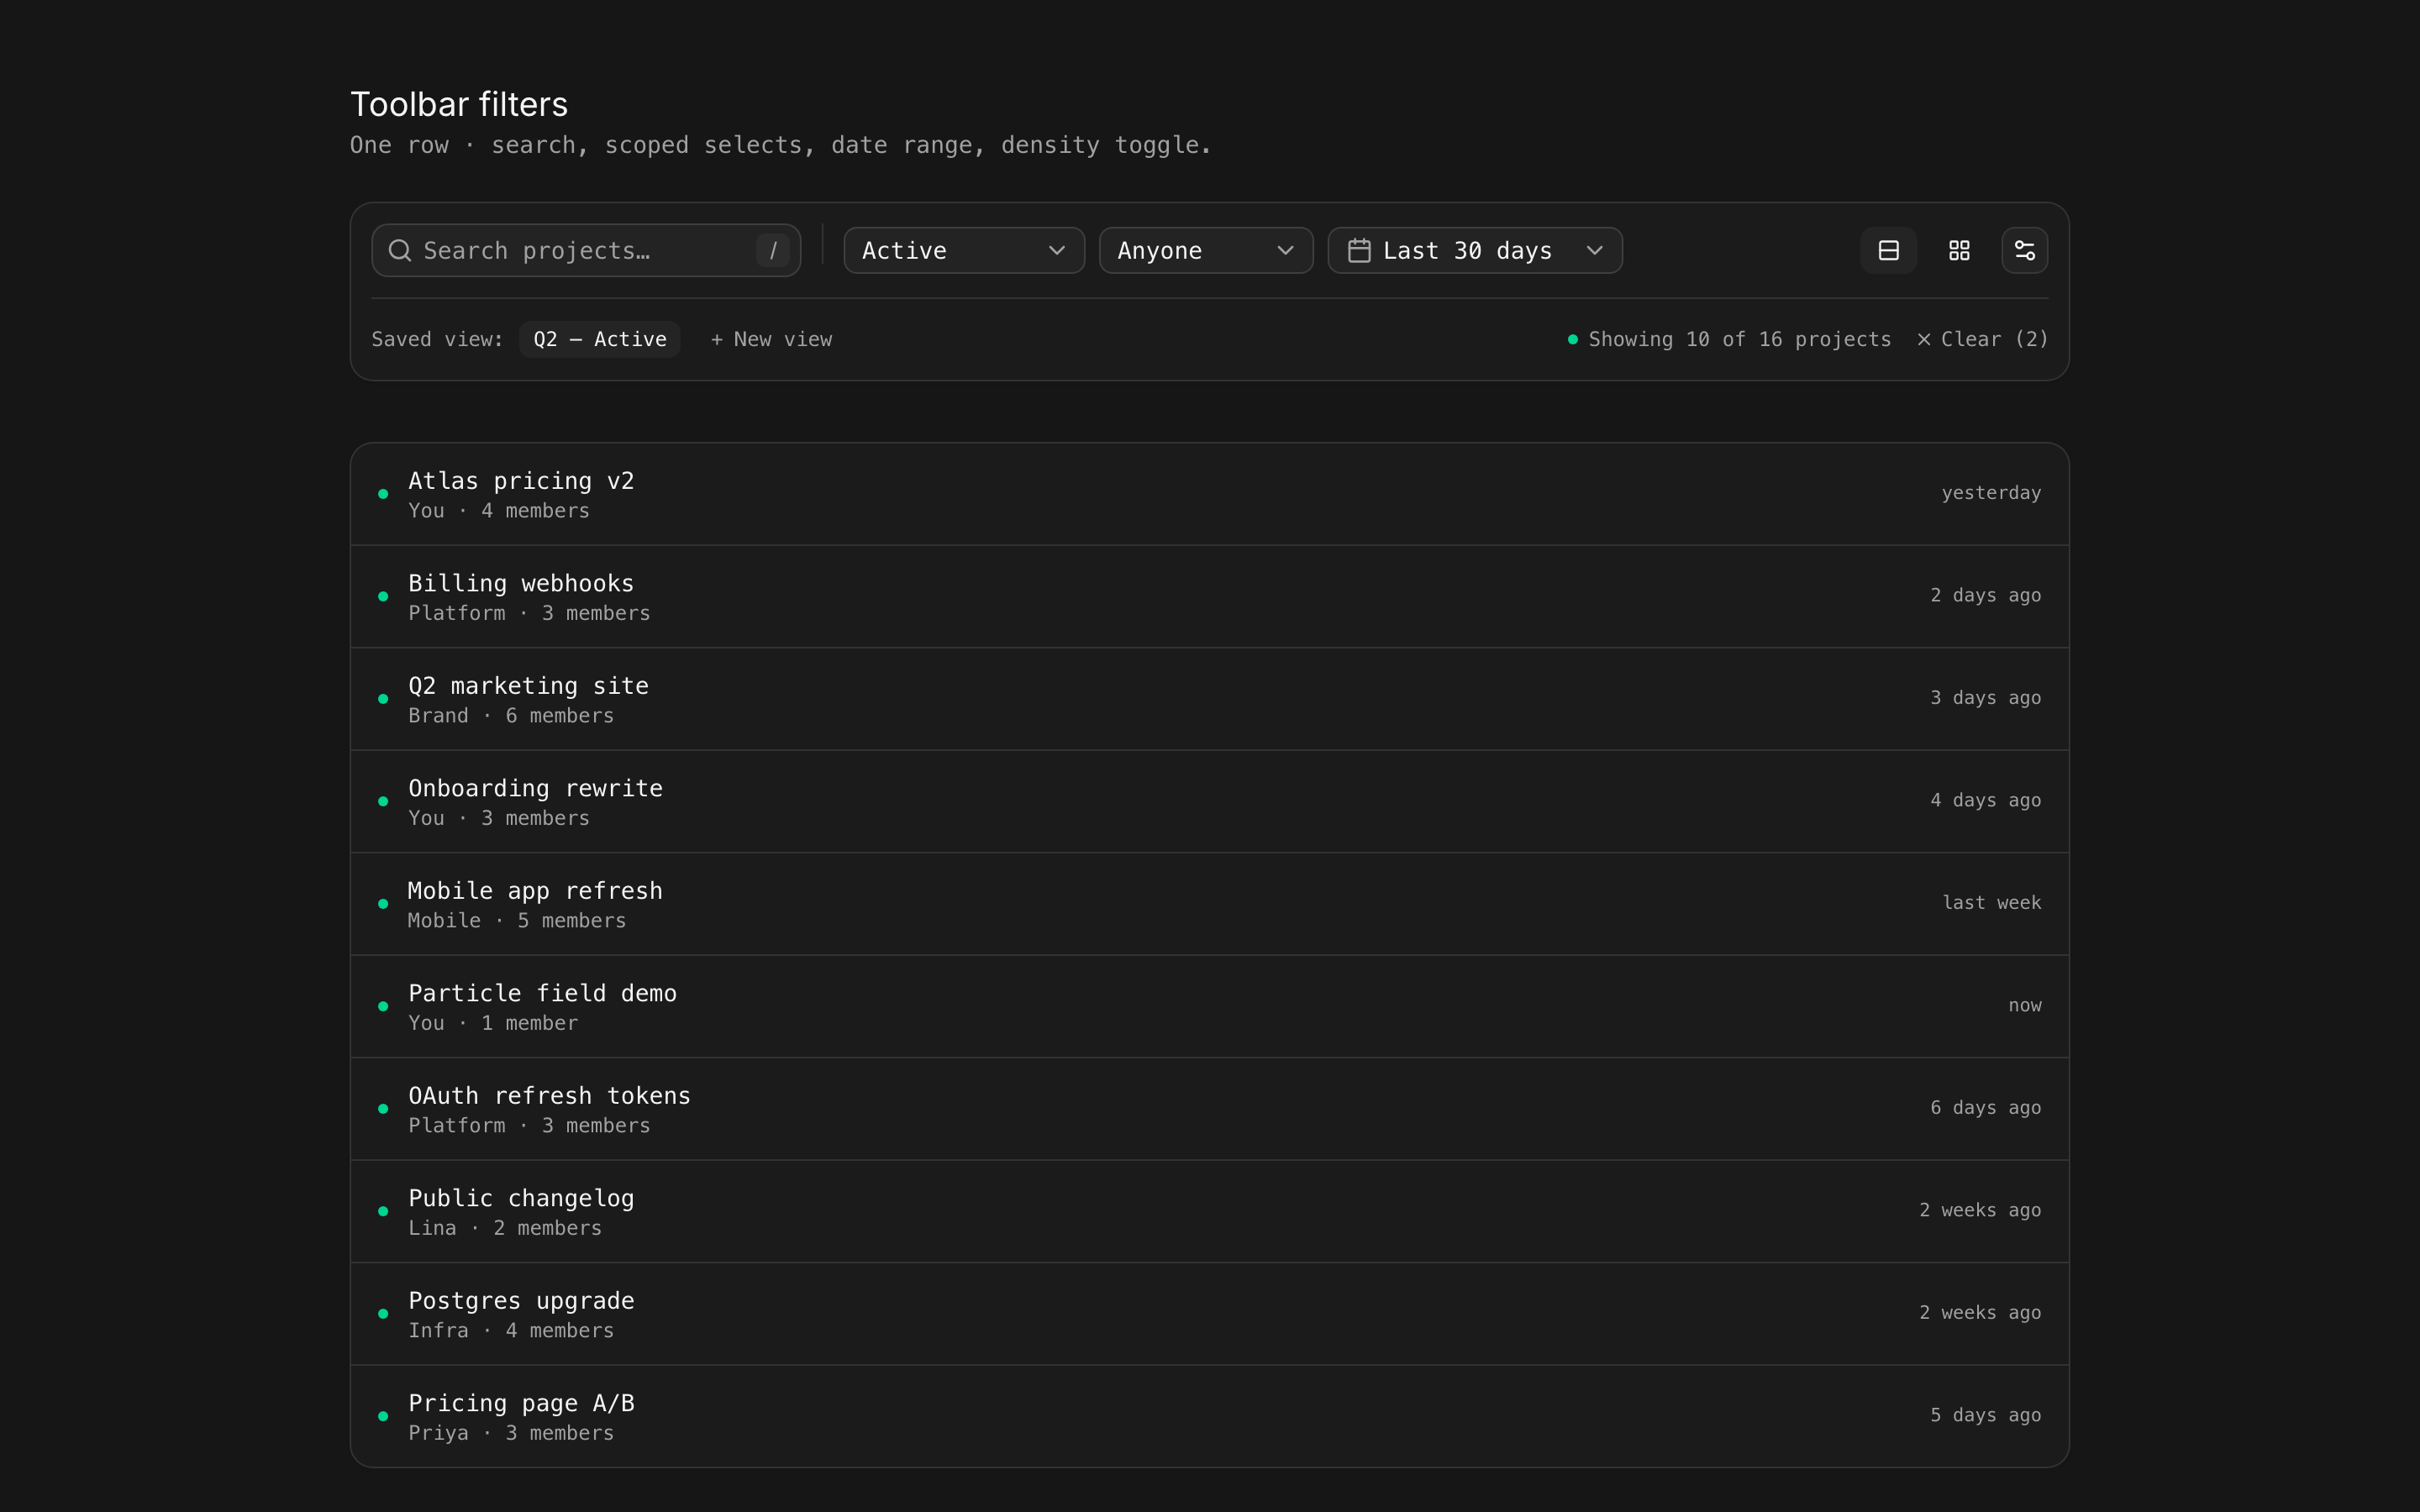 Toolbar filters
One row · search, scoped selects, date range, density toggle.
Search projects… /
Active
Anyone
Last 30 days
Saved view: Q2 — Active + New view
Showing 10 of 16 projects × Clear (2)
Atlas pricing v2
You · 4 members
yesterday
Billing webhooks
Platform · 3 members
2 days ago
Q2 marketing site
Brand · 6 members
3 days ago
Onboarding rewrite
You · 3 members
4 days ago
Mobile app refresh
Mobile · 5 members
last week
Particle field demo
You · 1 member
now
OAuth refresh tokens
Platform · 3 members
6 days ago
Public changelog
Lina · 2 members
2 weeks ago
Postgres upgrade
Infra · 4 members
2 weeks ago
Pricing page A/B
Priya · 3 members
5 days ago